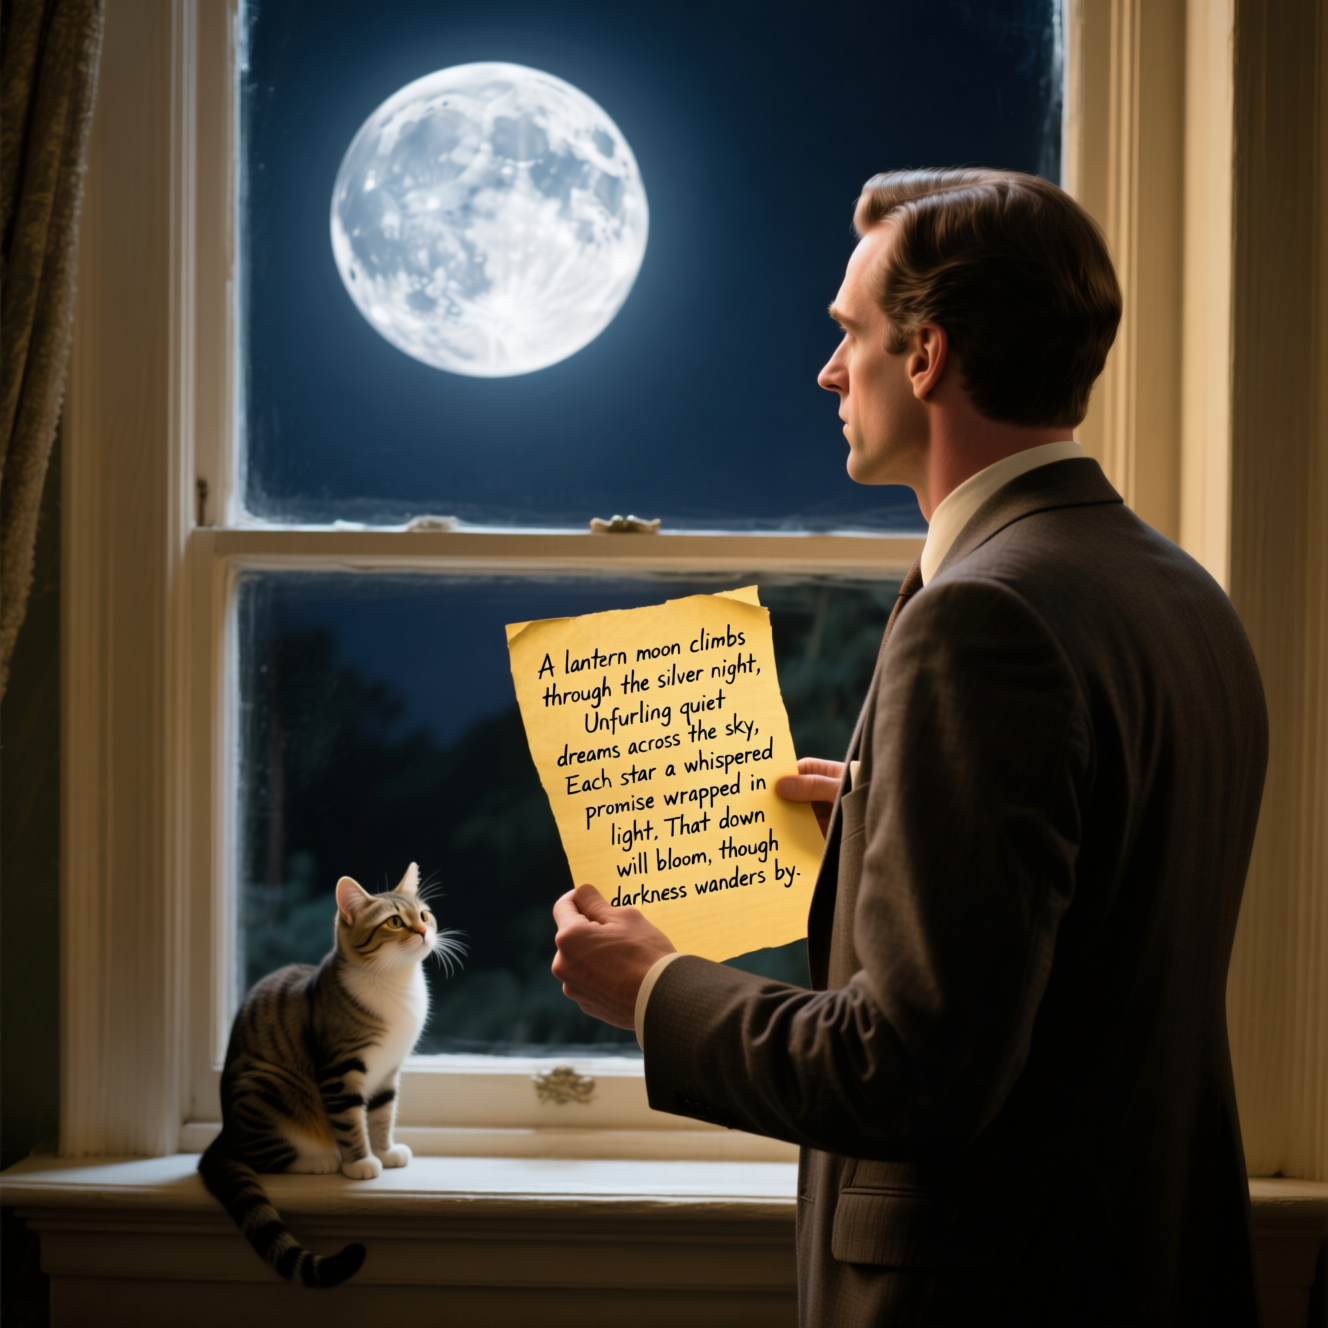 A lantern moon climbs
through the silver night,
Unfurling quiet
dreams across the sky,
Each star a whispered
promise wrapped in
light. That down
will bloom, though
darkness wanders by.